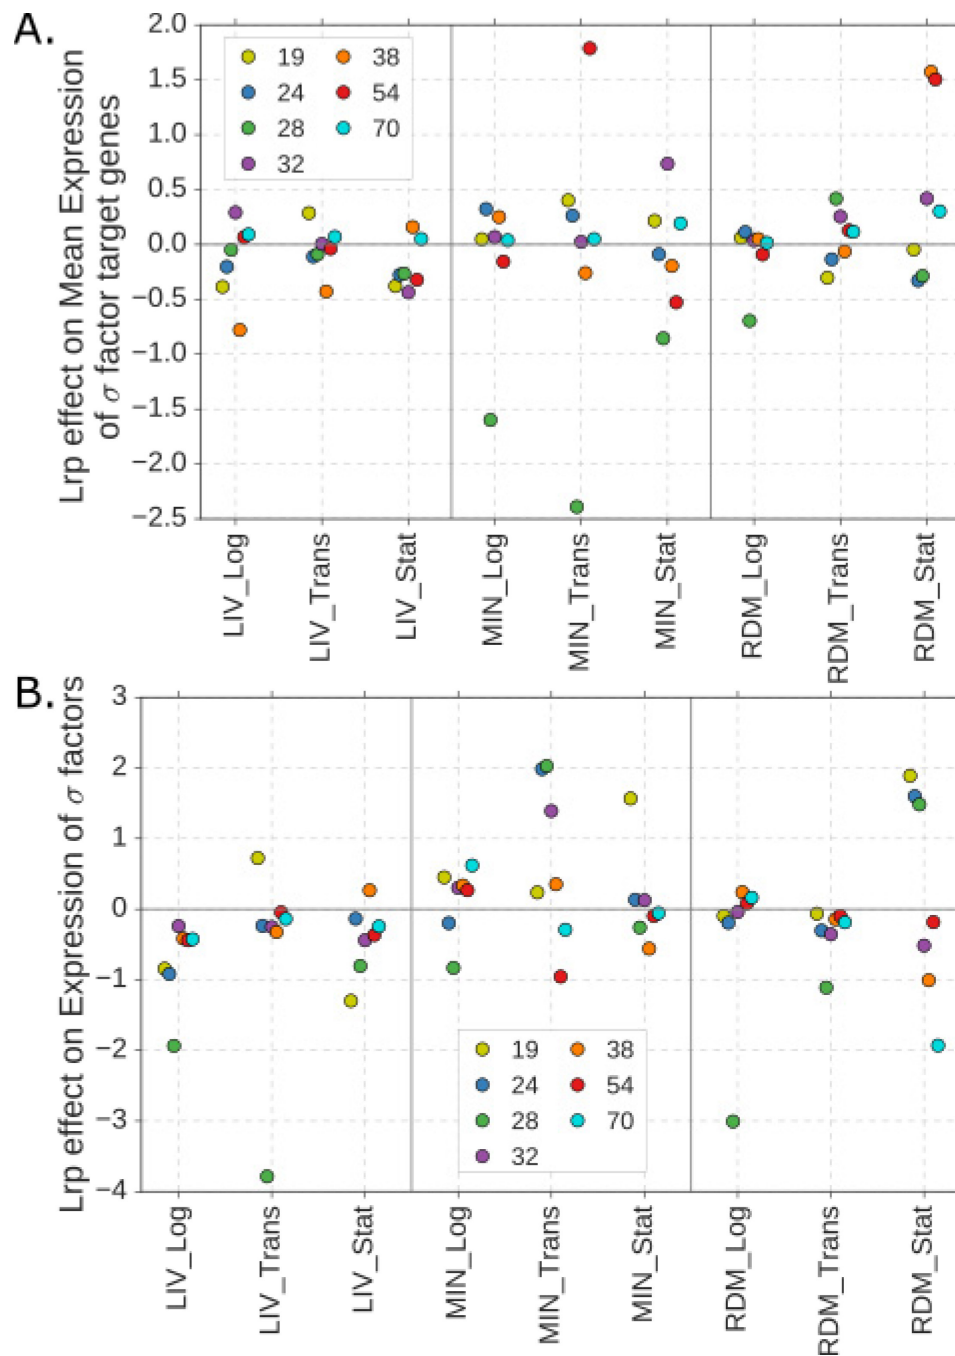 A.
Lrp effect on Mean Expression
of σ factor target genes
2.0
1.5
1.0
0.5
0.0
−0.5
−1.0
−1.5
−2.0
−2.5
19 38
24 54
28 70
32
LIV_Log
LIV_Trans
LIV_Stat
MIN_Log
MIN_Trans
MIN_Stat
RDM_Log
RDM_Trans
RDM_Stat
B.
Lrp effect on Expression of σ factors
3
2
1
0
−1
−2
−3
−4
19 38
24 54
28 70
32
LIV_Log
LIV_Trans
LIV_Stat
MIN_Log
MIN_Trans
MIN_Stat
RDM_Log
RDM_Trans
RDM_Stat